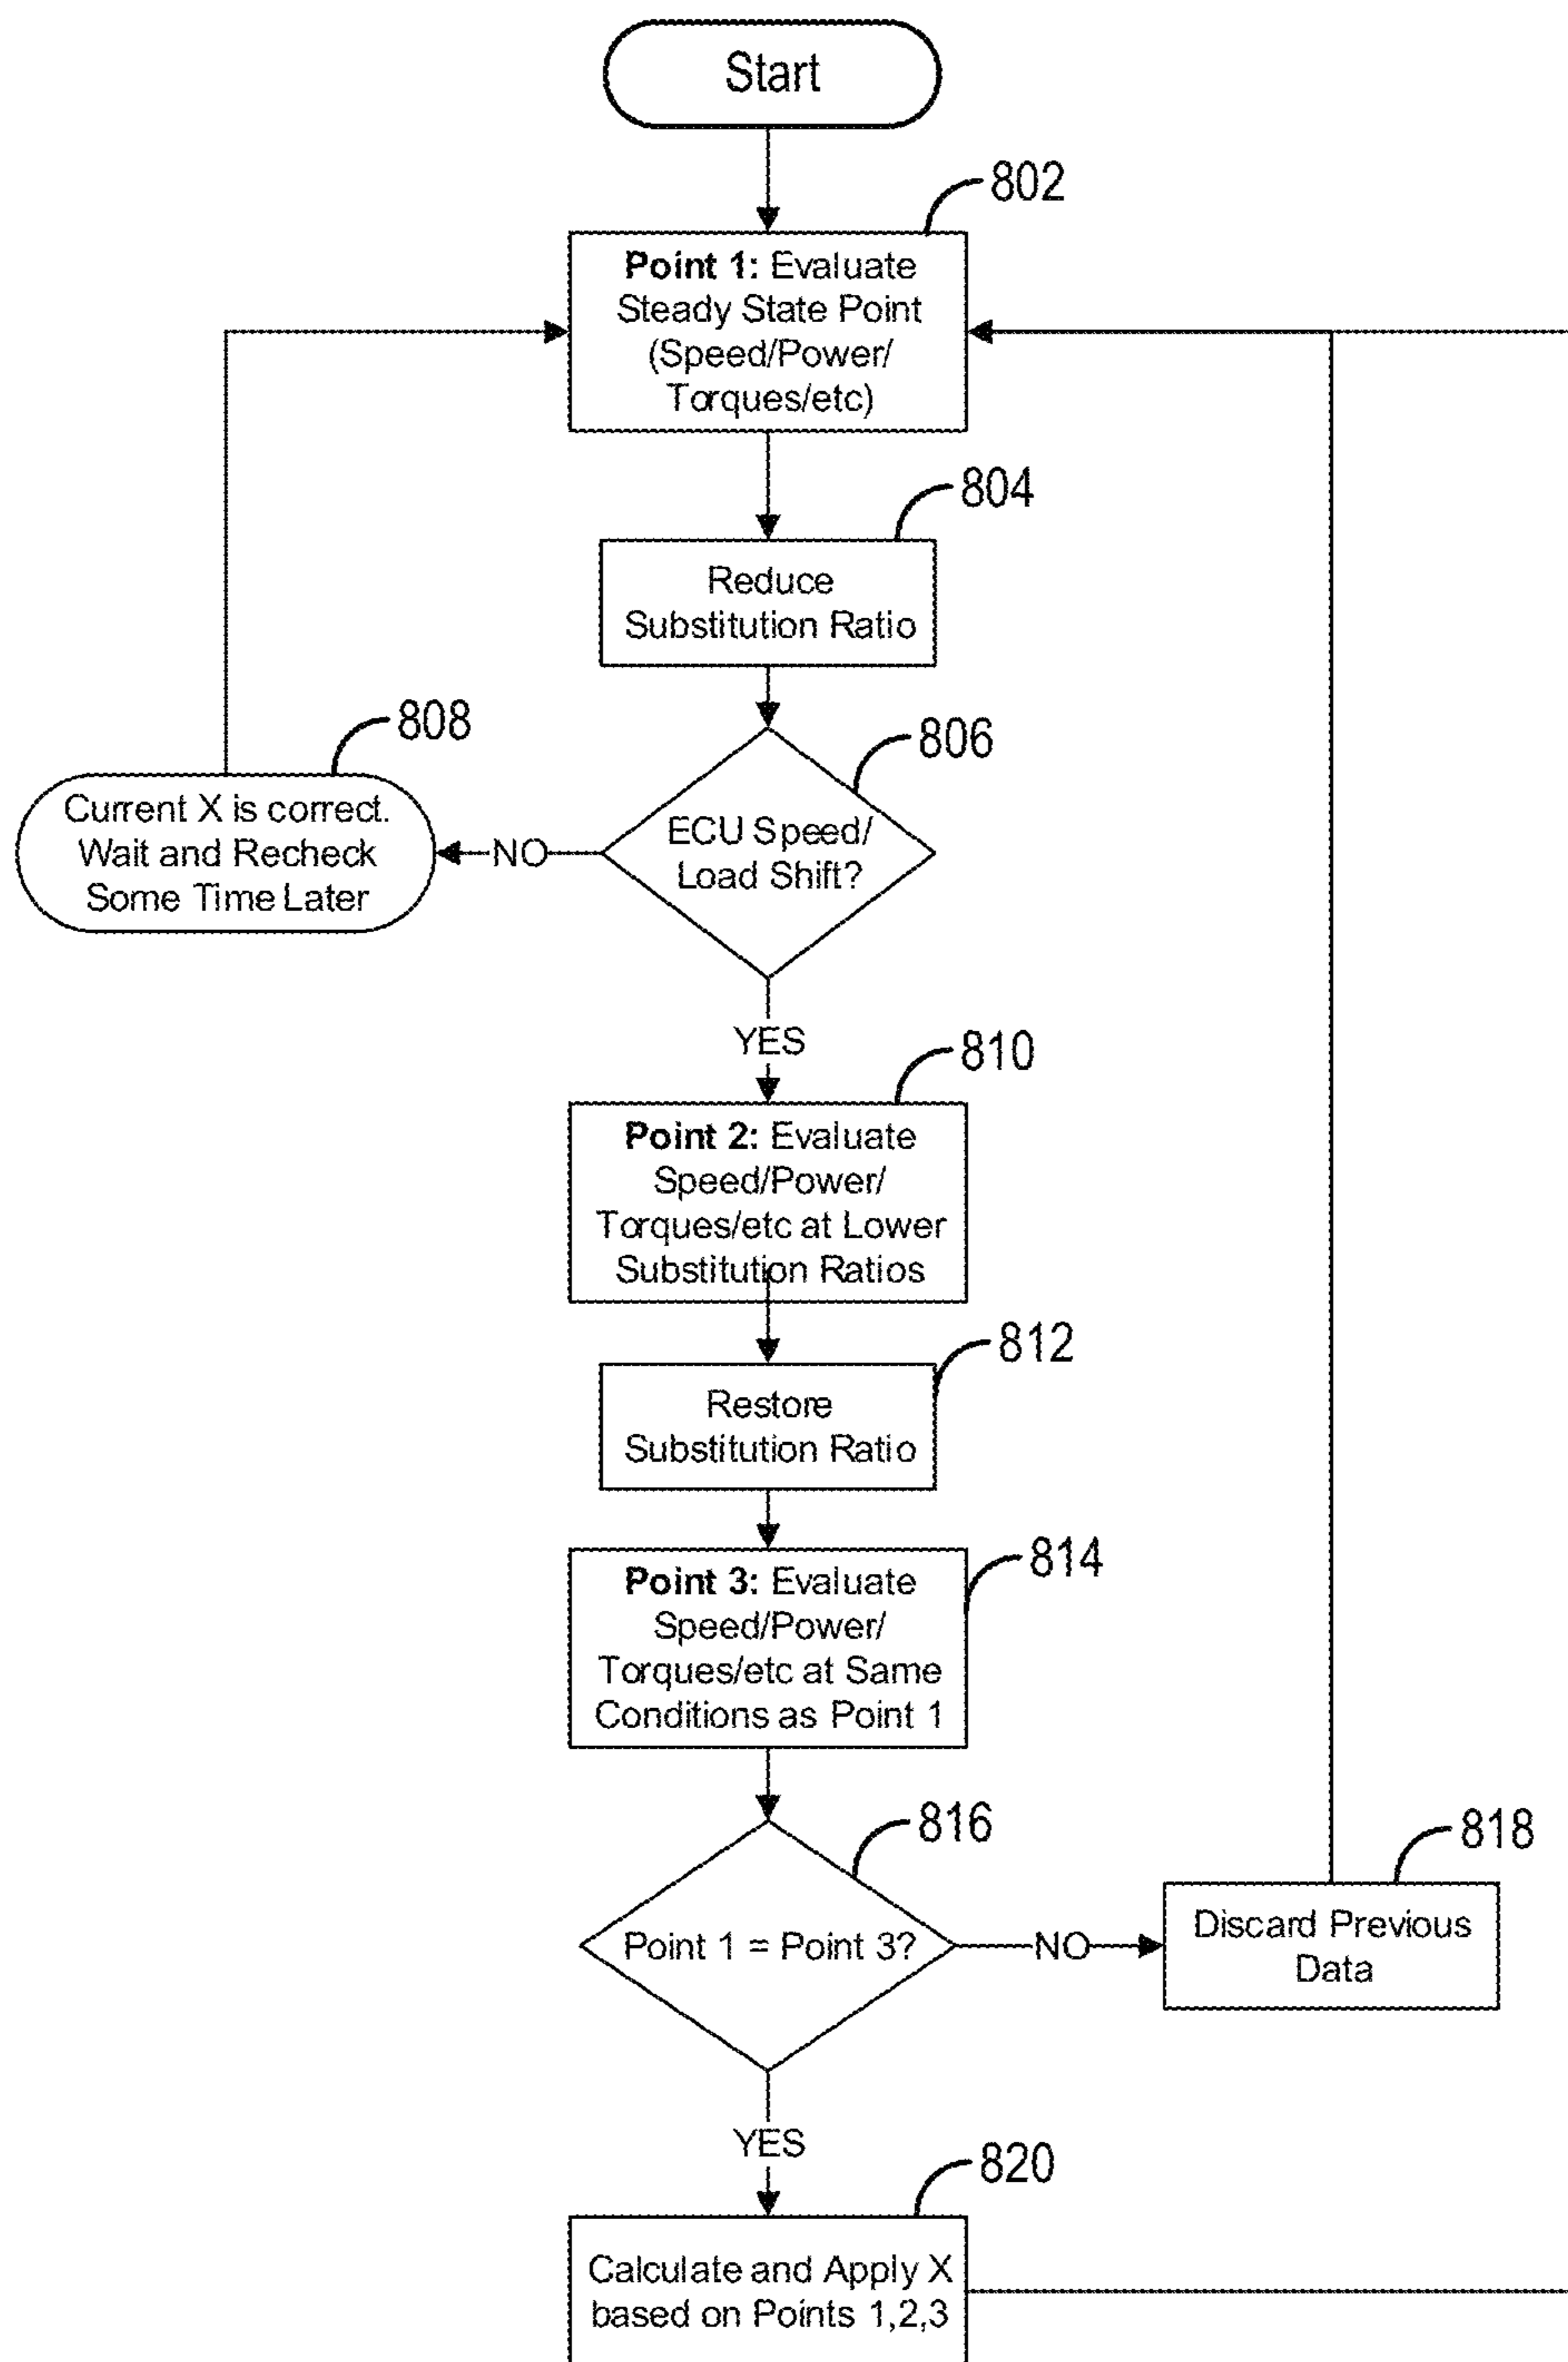 Start
802
Point 1: Evaluate
Steady State Point
(Speed/Power/
Torques/etc)
804
Reduce
Substitution Ratio
806
ECU Speed/
Load Shift?
808
Current X is correct.
Wait and Recheck
Some Time Later
NO
YES
810
Point 2: Evaluate
Speed/Power/
Torques/etc at Lower
Substitution Ratios
812
Restore
Substitution Ratio
814
Point 3: Evaluate
Speed/Power/
Torques/etc at Same
Conditions as Point 1
816
Point 1 = Point 3?
NO
818
Discard Previous
Data
YES
820
Calculate and Apply X
based on Points 1,2,3